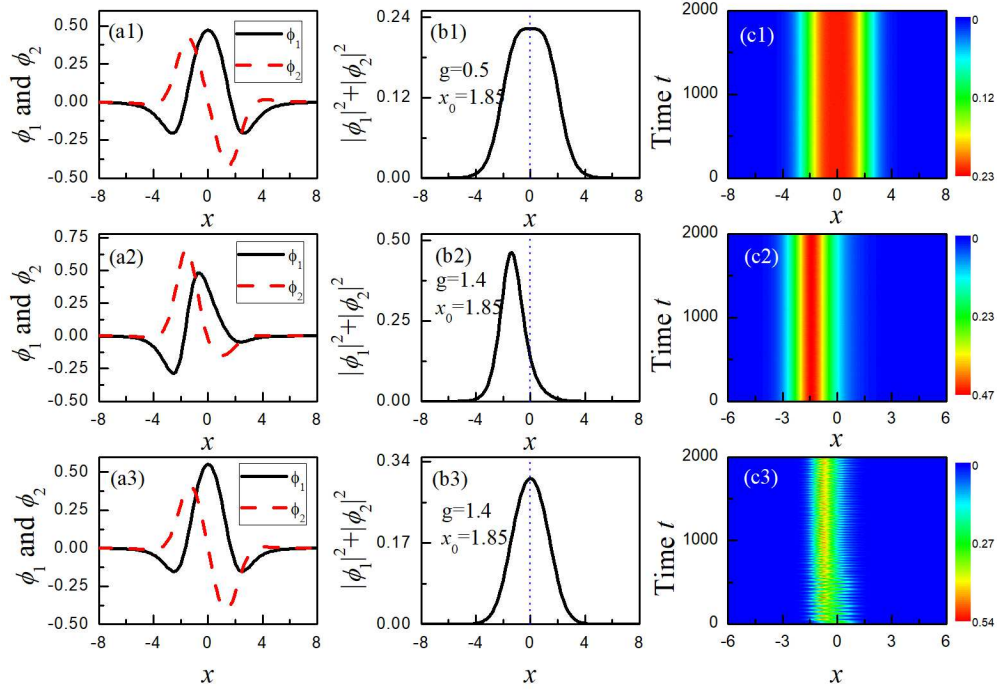 (a1)
ϕ1
ϕ2
ϕ1 and ϕ2
0.50
0.25
0.00
-0.25
-0.50
-8 -4 0 4 8
x
(b1)
g=0.5
x0=1.85
|ϕ1|²+|ϕ2|²
0.24
0.12
0.00
-8 -4 0 4 8
x
(c1)
Time t
2000
1000
0
-8 -4 0 4 8
x
0
0.12
0.23
(a2)
ϕ1
ϕ2
ϕ1 and ϕ2
0.75
0.50
0.25
0.00
-0.25
-8 -4 0 4 8
x
(b2)
g=1.4
x0=1.85
|ϕ1|²+|ϕ2|²
0.50
0.25
0.00
-8 -4 0 4 8
x
(c2)
Time t
2000
1000
0
-6 -3 0 3 6
x
0
0.24
0.47
(a3)
ϕ1
ϕ2
ϕ1 and ϕ2
0.50
0.25
0.00
-0.25
-0.50
-8 -4 0 4 8
x
(b3)
g=1.4
x0=1.85
|ϕ1|²+|ϕ2|²
0.34
0.17
0.00
-8 -4 0 4 8
x
(c3)
Time t
2000
1000
0
-6 -3 0 3 6
x
0
0.27
0.54